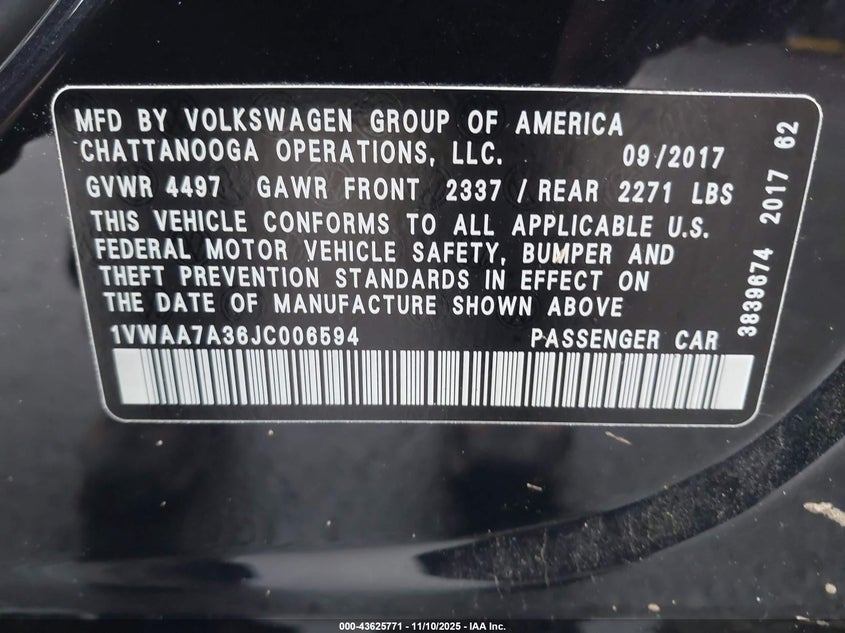 MFD BY VOLKSWAGEN GROUP OF AMERICA
CHATTANOOGA OPERATIONS, LLC. 09/2017
GVWR 4497 GAWR FRONT 2337 / REAR 2271 LBS
THIS VEHICLE CONFORMS TO ALL APPLICABLE U.S.
FEDERAL MOTOR VEHICLE SAFETY, BUMPER AND
THEFT PREVENTION STANDARDS IN EFFECT ON
THE DATE OF MANUFACTURE SHOWN ABOVE
1VWAA7A36JC006594 PASSENGER CAR
3839674 2017 62
000-43625771 - 11/10/2025 - IAA Inc.